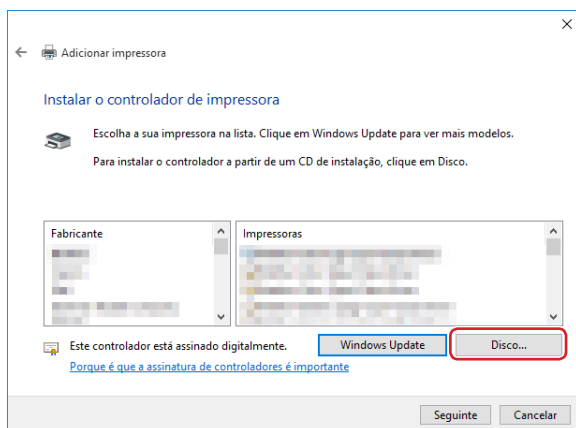 Adicionar impressora
Instalar o controlador de impressora
Escolha a sua impressora na lista. Clique em Windows Update para ver mais modelos.
Para instalar o controlador a partir de um CD de instalação, clique em Disco.
Fabricante
Impressoras
Este controlador está assinado digitalmente.
Windows Update
Disco...
Porque é que a assinatura de controladores é importante
Seguinte
Cancelar